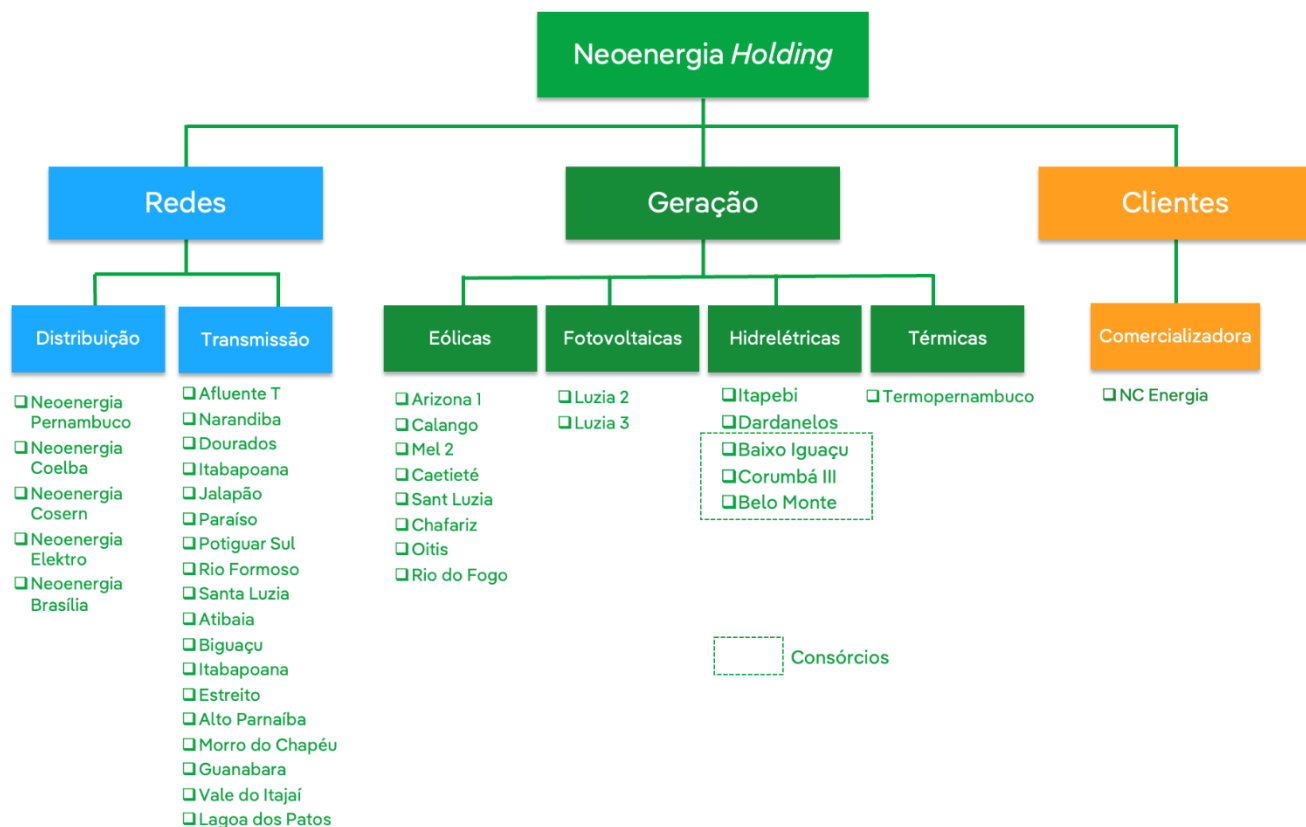 Neoenergia Holding
Redes
Geração
Clientes
Distribuição
Transmissão
Eólicas
Fotovoltaicas
Hidrelétricas
Térmicas
Comercializadora
Neoenergia
Pernambuco
Neoenergia
Coelba
Neoenergia
Cosern
Neoenergia
Elektro
Neoenergia
Brasília
Afluente T
Narandiba
Dourados
Itabapoana
Jalapão
Paraíso
Potiguar Sul
Rio Formoso
Santa Luzia
Atibaia
Biguaçu
Itabapoana
Estreito
Alto Parnaíba
Morro do Chapéu
Guanabara
Vale do Itajaí
Lagoa dos Patos
Arizona 1
Calango
Mel 2
Caetieté
Sant Luzia
Chafariz
Oitis
Rio do Fogo
Luzia 2
Luzia 3
Itapebi
Dardanelos
Baixo Iguaçu
Corumbá III
Belo Monte
Termopernambuco
NC Energia
Consórcios